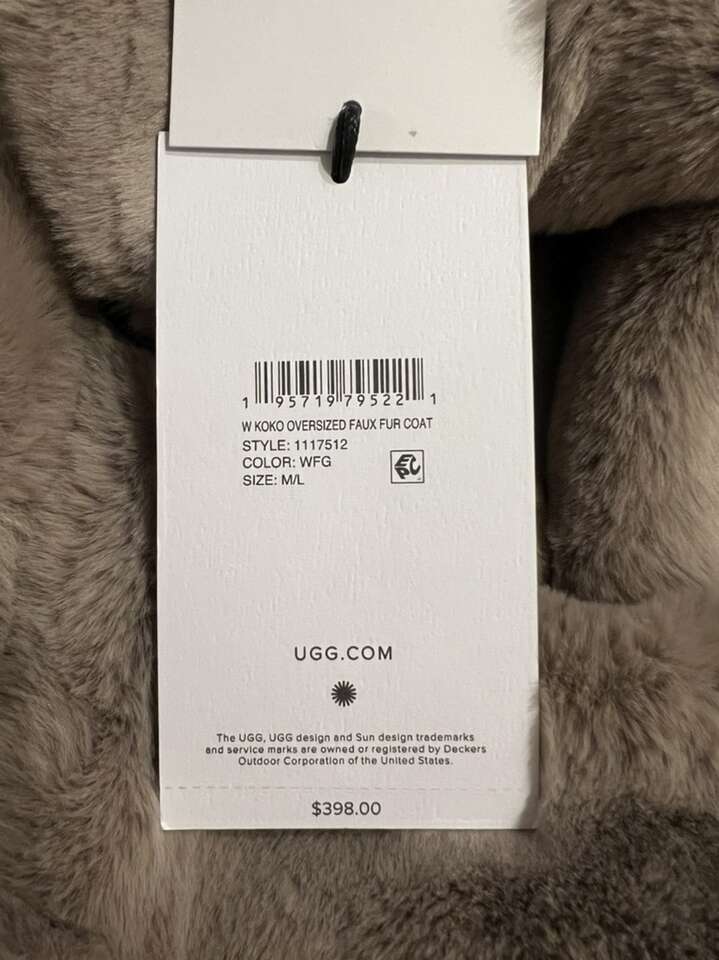 1 95719 79522 1
W KOKO OVERSIZED FAUX FUR COAT
STYLE: 1117512
COLOR: WFG
SIZE: M/L
EPC
UGG.COM
The UGG, UGG design and Sun design trademarks
and service marks are owned or registered by Deckers
Outdoor Corporation of the United States.
$398.00